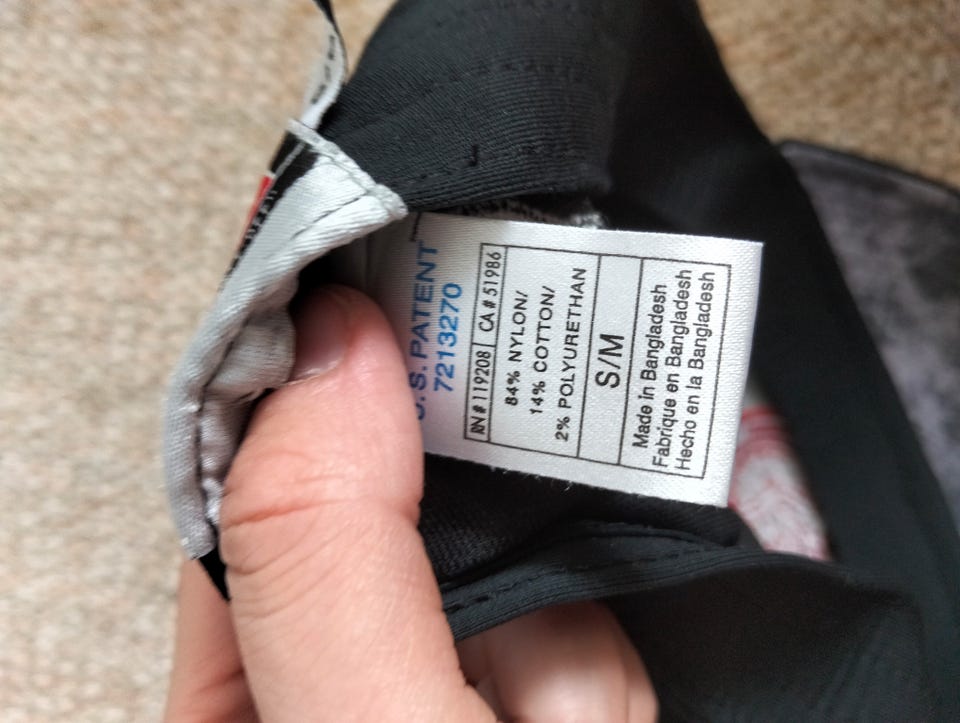 U.S. PATENT
7213270
RN # 119208 CA # 51986
84% NYLON/
14% COTTON/
2% POLYURETHAN
S/M
Made in Bangladesh
Fabrique en Bangladesh
Hecho en la Bangladesh